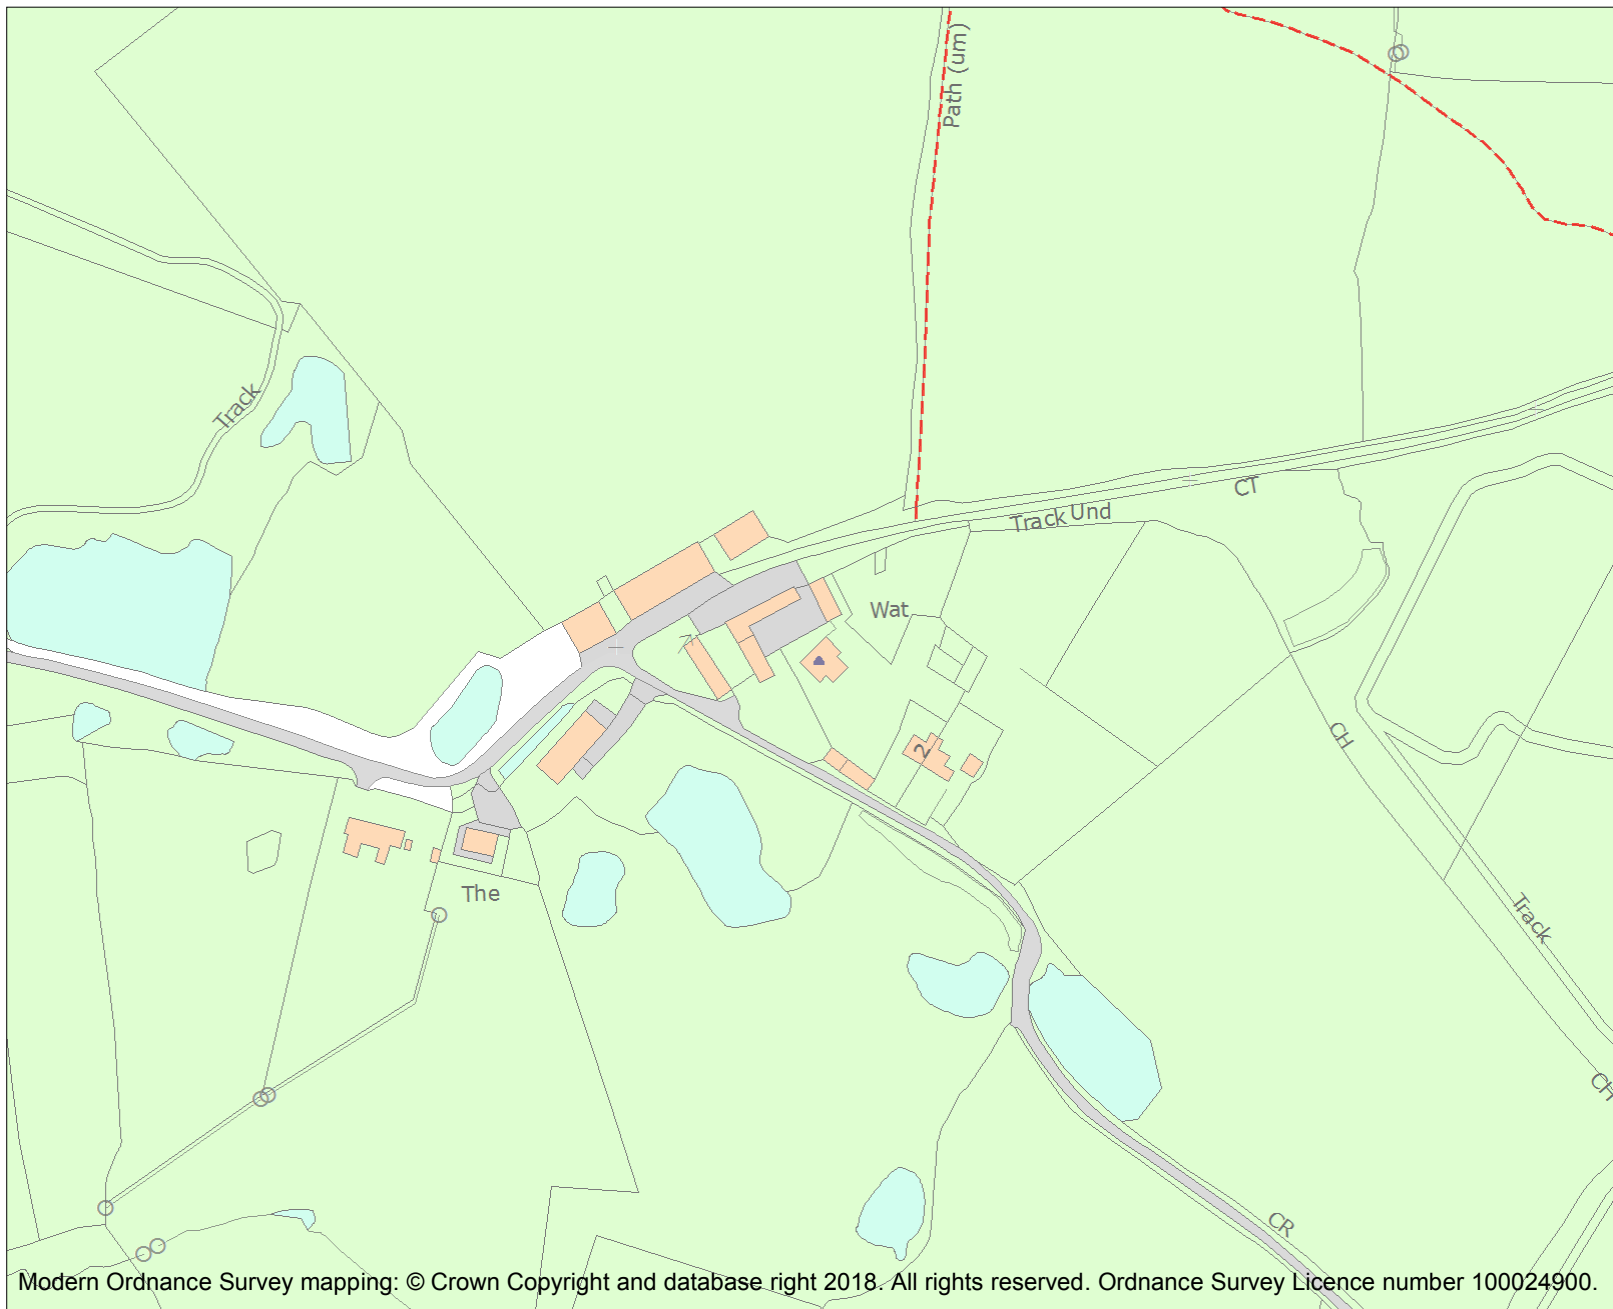 Path (um)
Track
CT
Track Und
Wat
2
CH
The
Track
CH
CR
Modern Ordnance Survey mapping: © Crown Copyright and database right 2018. All rights reserved. Ordnance Survey Licence number 100024900.